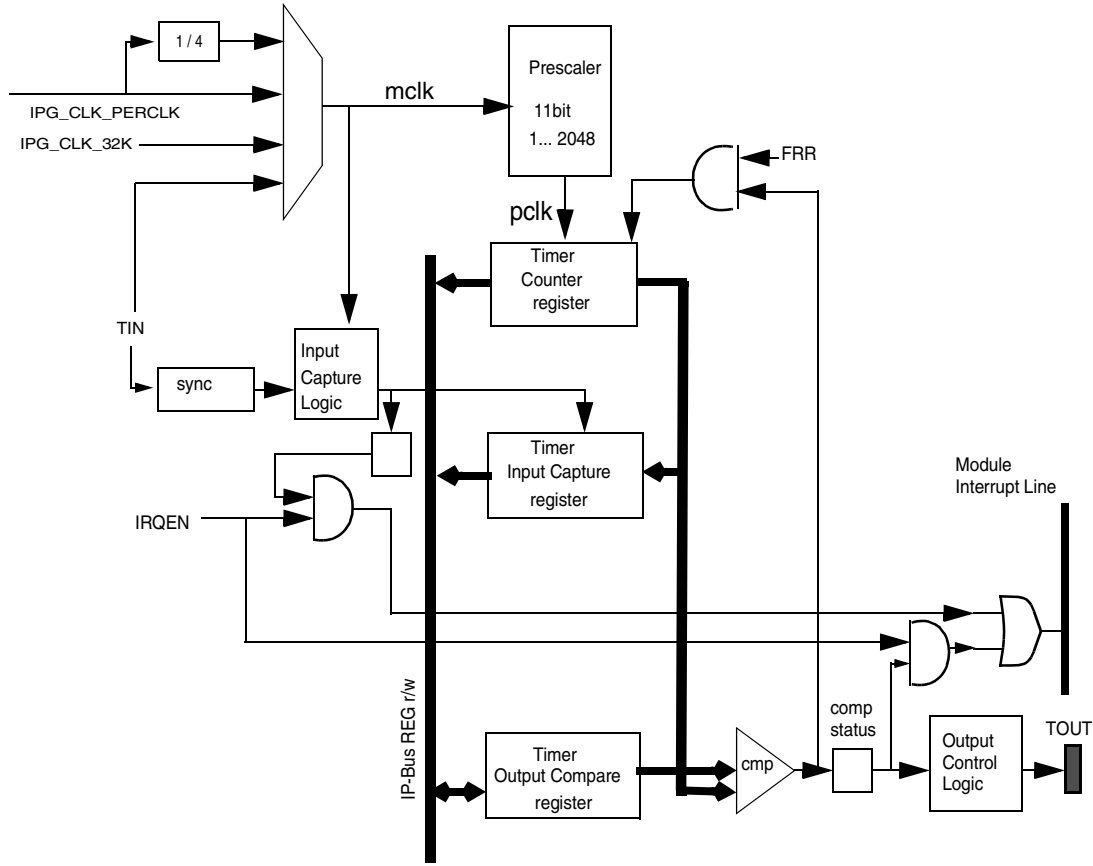 1 / 4
IPG_CLK_PERCLK
IPG_CLK_32K
mclk
Prescaler
11bit
1... 2048
FRR
pclk
Timer
Counter
register
TIN
sync
Input
Capture
Logic
Timer
Input Capture
register
IRQEN
Module
Interrupt Line
IP-Bus REG r/w
Timer
Output Compare
register
cmp
comp
status
Output
Control
Logic
TOUT